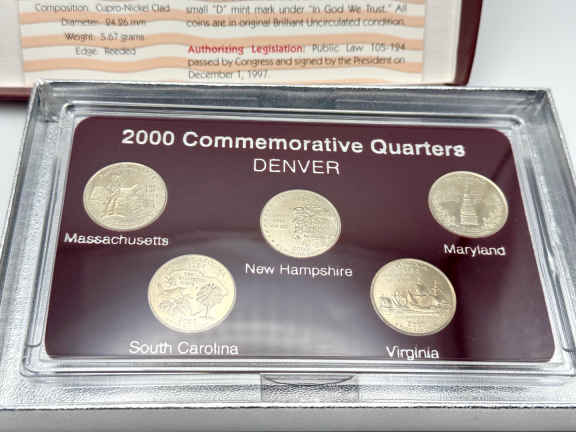 Composition: Cupro-Nickel Clad
Diameter: 24.26 mm
Weight: 5.67 grams
Edge: Reeded
small "D" mint mark under "In God We Trust." All
coins are in original Brilliant Uncirculated condition.
Authorizing Legislation: Public Law 105-124
passed by Congress and signed by the President on
December 1, 1997.
2000 Commemorative Quarters
DENVER
Massachusetts
New Hampshire
Maryland
South Carolina
Virginia